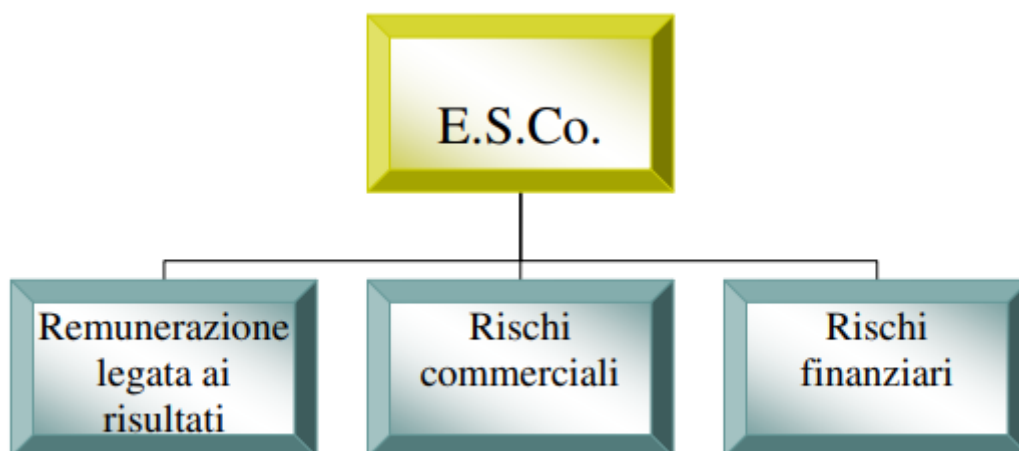 E.S.Co.
Remunerazione
legata ai
risultati
Rischi
commerciali
Rischi
finanziari